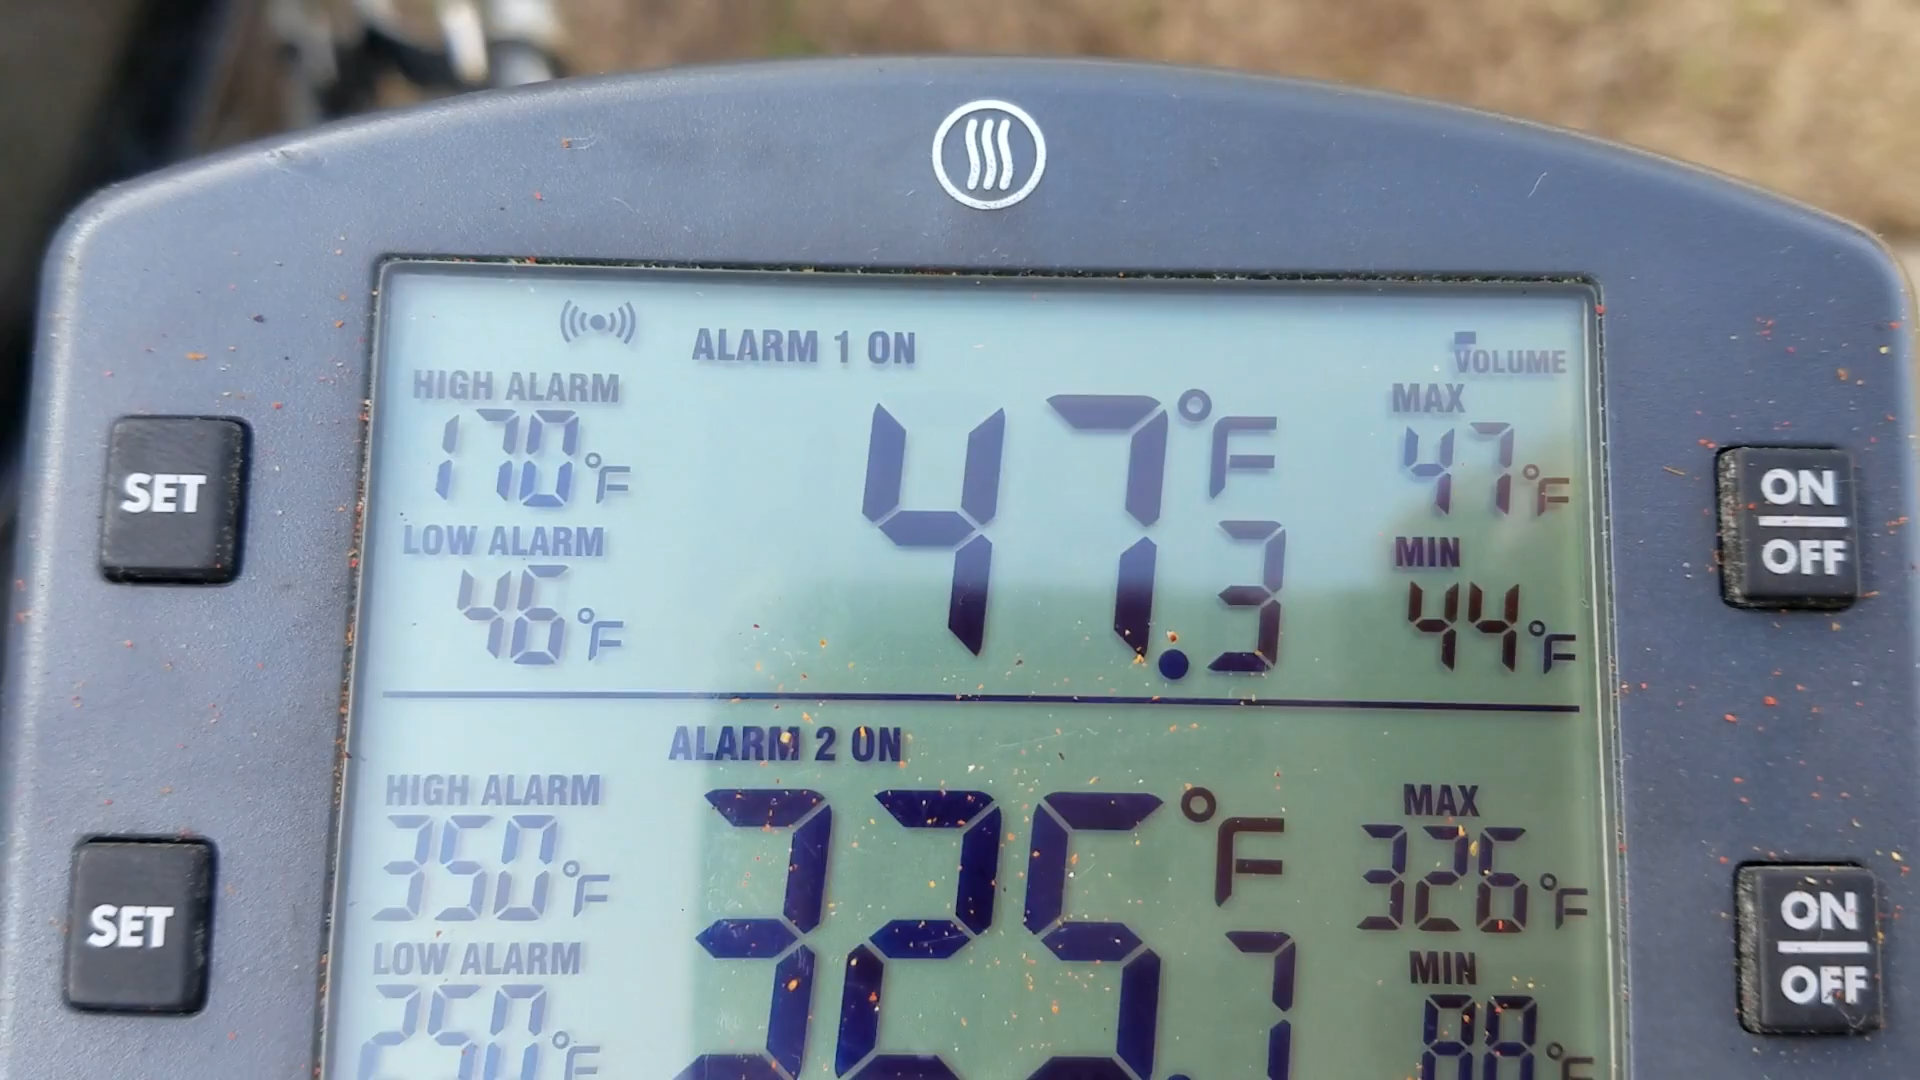 ALARM 1 ON
VOLUME
HIGH ALARM
170°F
LOW ALARM
46°F
47.3°F
MAX
47°F
MIN
44°F
SET
ON
OFF
ALARM 2 ON
HIGH ALARM
350°F
LOW ALARM
250°F
325.7°F
MAX
326°F
MIN
°F
SET
ON
OFF